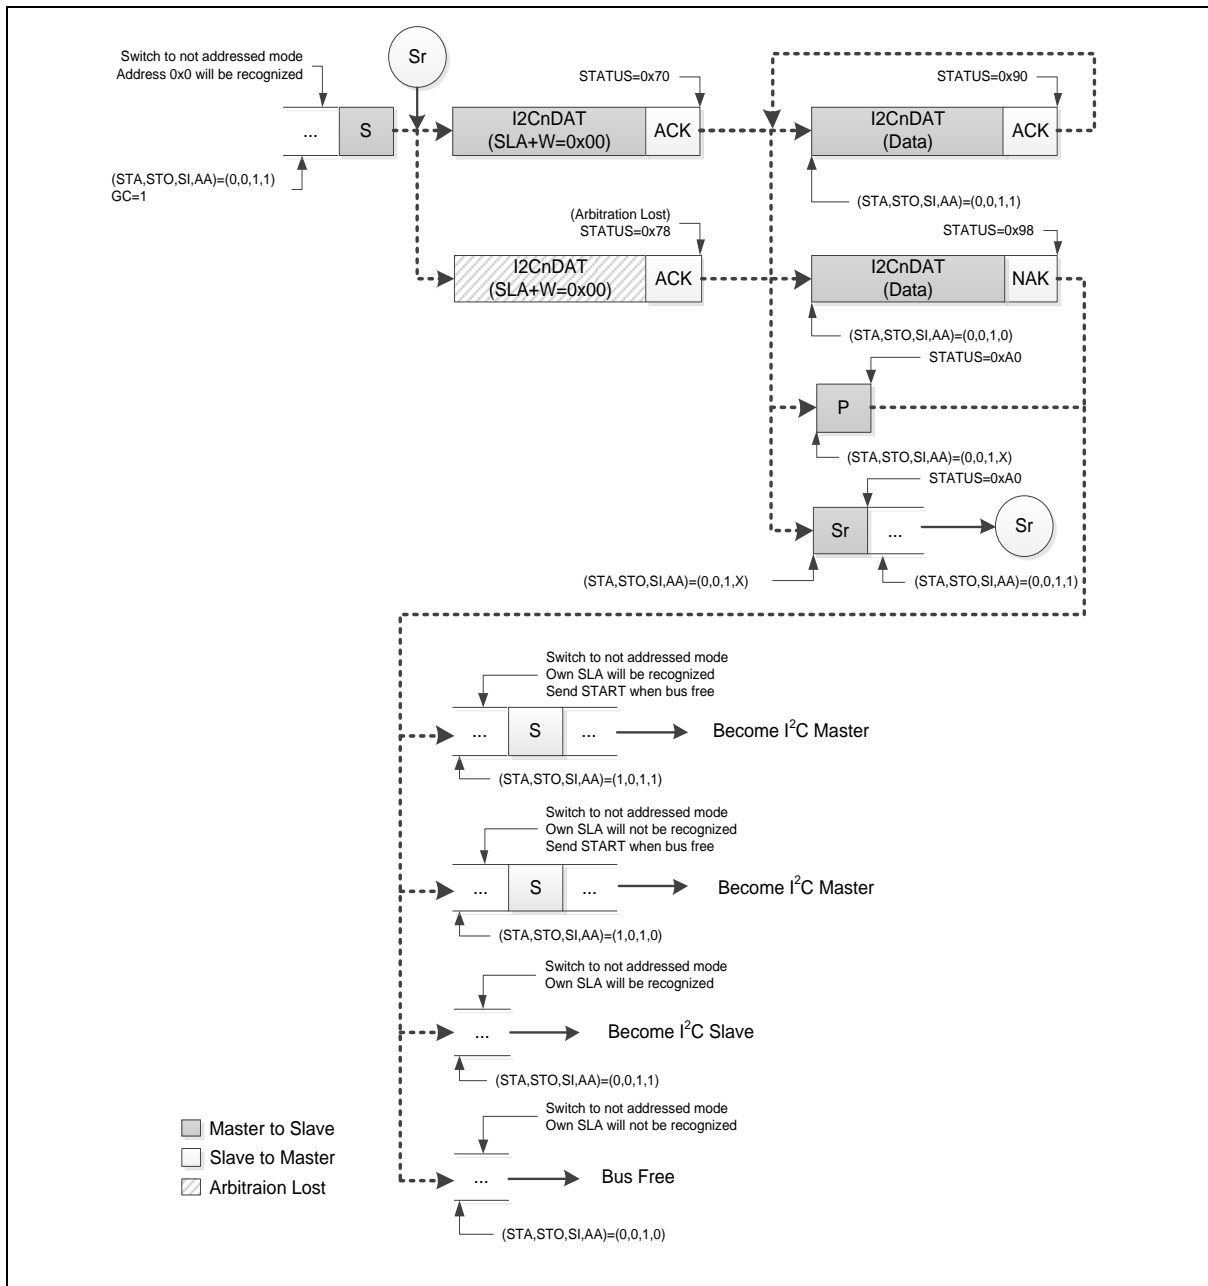 Switch to not addressed mode
Address 0x0 will be recognized
Sr
STATUS=0x70
STATUS=0x90
...
S
I2CnDAT
(SLA+W=0x00)
ACK
I2CnDAT
(Data)
ACK
(STA,STO,SI,AA)=(0,0,1,1)
GC=1
(STA,STO,SI,AA)=(0,0,1,1)
(Arbitration Lost)
STATUS=0x78
STATUS=0x98
I2CnDAT
(SLA+W=0x00)
ACK
I2CnDAT
(Data)
NAK
(STA,STO,SI,AA)=(0,0,1,0)
STATUS=0xA0
P
(STA,STO,SI,AA)=(0,0,1,X)
STATUS=0xA0
Sr
...
Sr
(STA,STO,SI,AA)=(0,0,1,X)
(STA,STO,SI,AA)=(0,0,1,1)
Switch to not addressed mode
Own SLA will be recognized
Send START when bus free
...
S
...
Become I²C Master
(STA,STO,SI,AA)=(1,0,1,1)
Switch to not addressed mode
Own SLA will not be recognized
Send START when bus free
...
S
...
Become I²C Master
(STA,STO,SI,AA)=(1,0,1,0)
Switch to not addressed mode
Own SLA will be recognized
...
Become I²C Slave
(STA,STO,SI,AA)=(0,0,1,1)
Switch to not addressed mode
Own SLA will not be recognized
...
Bus Free
(STA,STO,SI,AA)=(0,0,1,0)
Master to Slave
Slave to Master
Arbitraion Lost